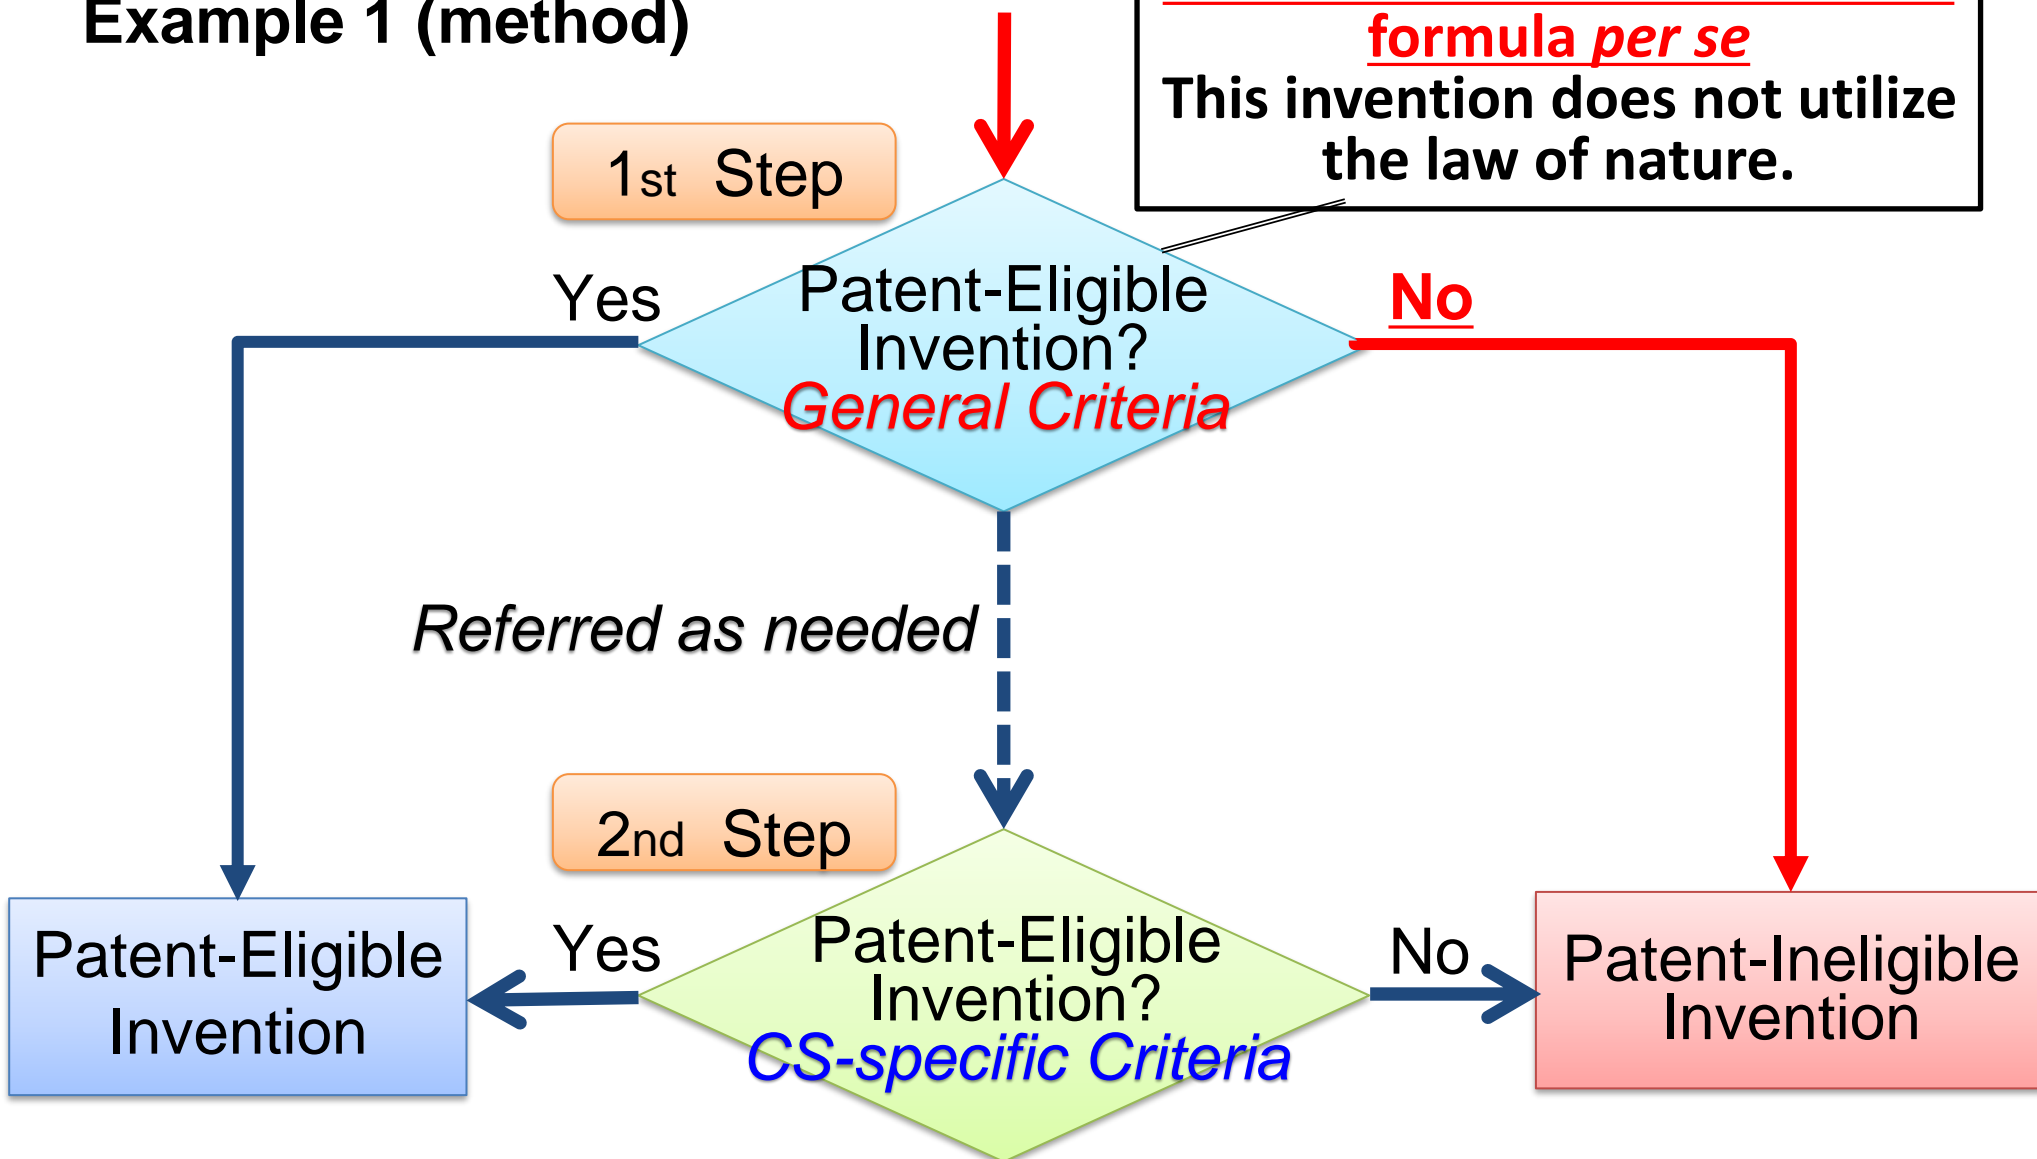 Example 1 (method)
formula per se
This invention does not utilize
the law of nature.
1st Step
Yes
Patent-Eligible
Invention?
General Criteria
No
Referred as needed
2nd Step
Patent-Eligible
Invention
Yes
Patent-Eligible
Invention?
CS-specific Criteria
No
Patent-Ineligible
Invention